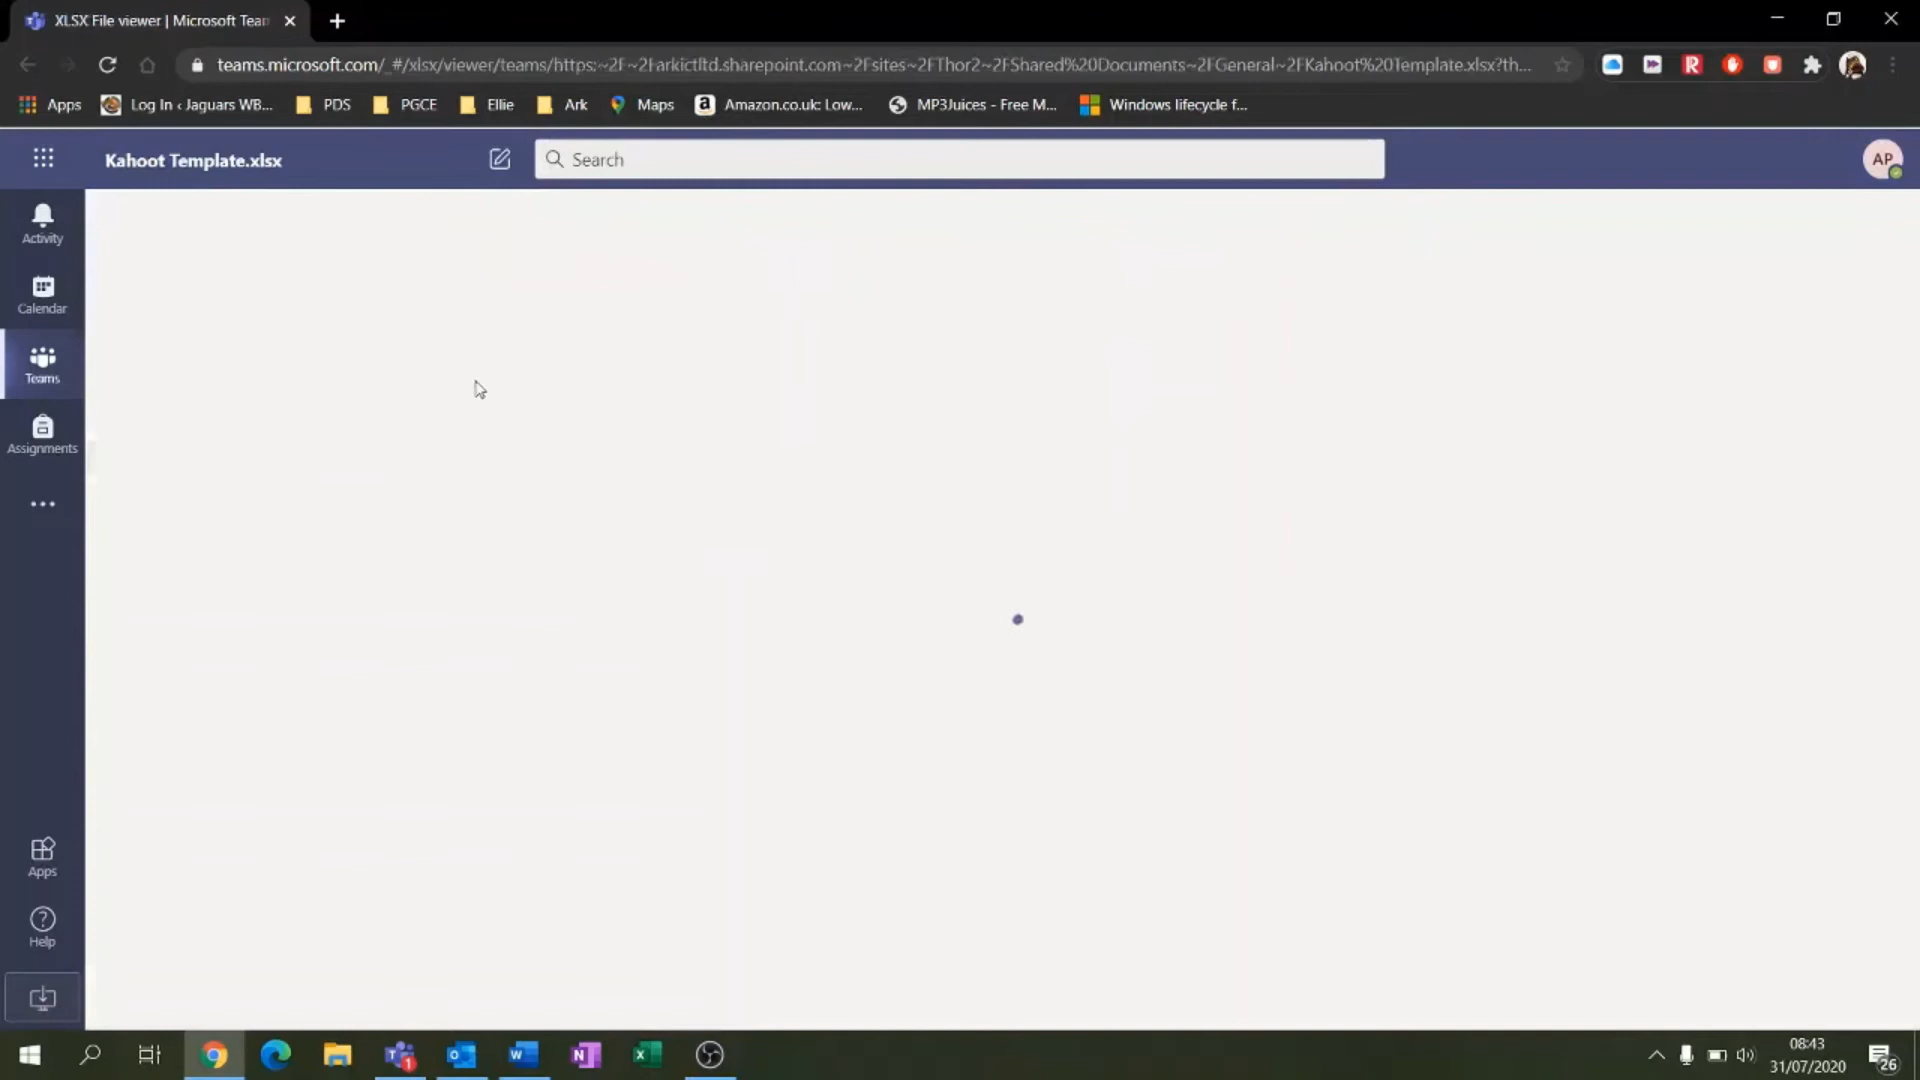 XLSX File viewer | Microsoft Tear
teams.microsoft.com/_#/xlsx/viewer/teams/https:~2F~2Farkictltd.sharepoint.com~2Fsites~2FThor2~2FShared%20Documents~2FGeneral~2FKahoot%20Template.xlsx?th...
Apps Log In ‹ Jaguars WB... PDS PGCE Ellie Ark Maps Amazon.co.uk: Low... MP3Juices - Free M... Windows lifecycle f...
Kahoot Template.xlsx Search AP
Activity
Calendar
Teams
Assignments
Apps
Help
08:43
31/07/2020
1
26